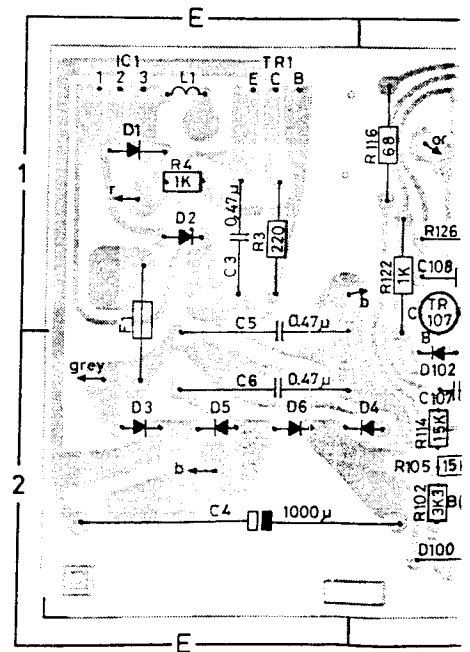 E
IC1 TR1
1 2 3 L1 E C B
D1
R4
1K
r
D2
0.47µ
C3
R3
220
R116
68
or
R126
R122
1K
C108
b
C
TR
107
B
D102
F1
C5 0.47µ
grey
C6 0.47µ
C107
D3 D5 D6 D4
R114
15K
b
R105 15
R102
3K3
B(
C4 1000µ
D100
1
2
E